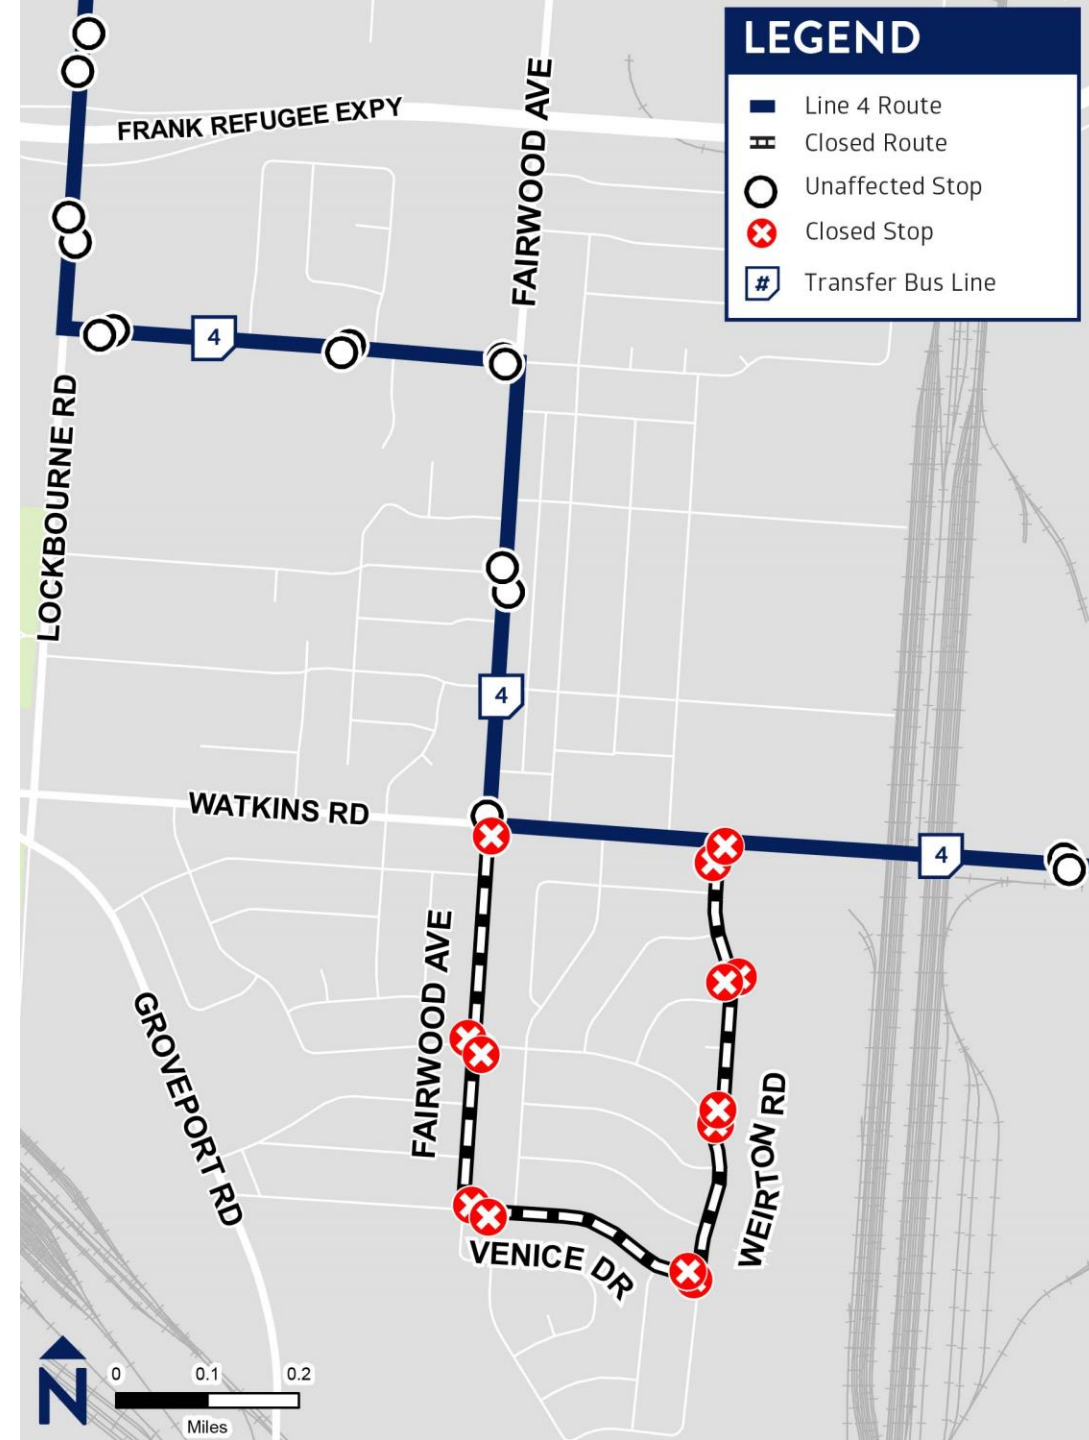 LEGEND
Line 4 Route
Closed Route
Unaffected Stop
Closed Stop
# Transfer Bus Line
FRANK REFUGEE EXPY
FAIRWOOD AVE
4
LOCKBOURNE RD
4
WATKINS RD
4
FAIRWOOD AVE
GROVEPORT RD
WEIRTON RD
VENICE DR
N
0 0.1 0.2
Miles